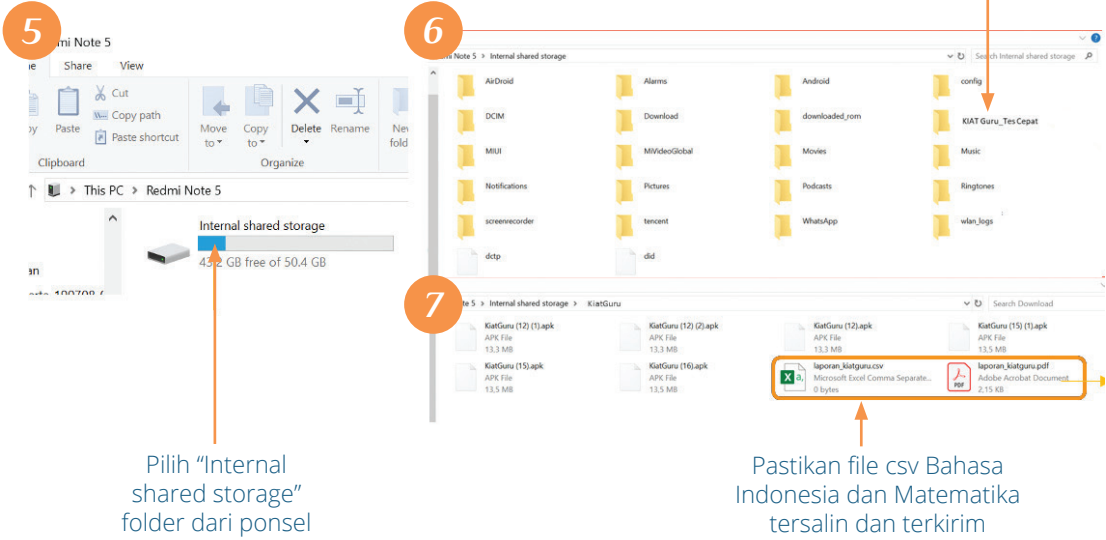 5
mi Note 5
Share View
Cut
Copy path
Paste
Paste shortcut
Move to
Copy to
Delete
Rename
Clipboard
Organize
This PC > Redmi Note 5
Internal shared storage
43.2 GB free of 50.4 GB
Pilih “Internal
shared storage”
folder dari ponsel
6
Note 5 > Internal shared storage
Search Internal shared storage
AirDroid
Alarms
Android
config
DCIM
Download
downloaded_rom
KIAT Guru_Tes Cepat
MIUI
MiVideoGlobal
Movies
Music
Notifications
Pictures
Podcasts
Ringtones
screenrecorder
tencent
WhatsApp
wlan_logs
dctp
did
7
te 5 > Internal shared storage > KiatGuru
Search Download
KiatGuru (12) (1).apk
APK File
13,3 MB
KiatGuru (12) (2).apk
APK File
13,3 MB
KiatGuru (12).apk
APK File
13,3 MB
KiatGuru (15) (1).apk
APK File
13,5 MB
KiatGuru (15).apk
APK File
13,5 MB
KiatGuru (16).apk
APK File
13,5 MB
laporan_kiatguru.csv
Microsoft Excel Comma Separate...
0 bytes
PDF
laporan_kiatguru.pdf
Adobe Acrobat Document
2,15 KB
Pastikan file csv Bahasa
Indonesia dan Matematika
tersalin dan terkirim